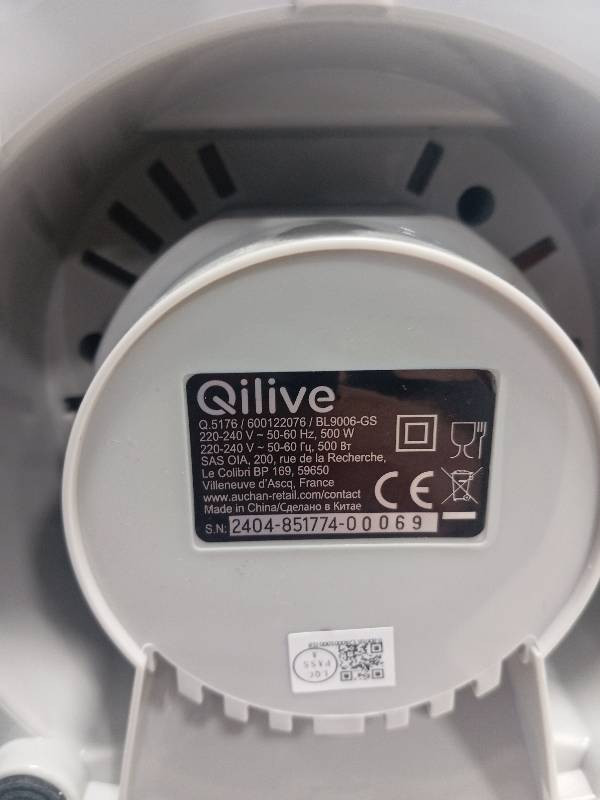 Qilive
Q.5176 / 600122076 / BL9006-GS
220-240 V ~ 50-60 Hz, 500 W
220-240 V ~ 50-60 Гц, 500 Вт
SAS OIA, 200, rue de la Recherche,
Le Colibri BP 169, 59650
Villeneuve d'Ascq, France
www.auchan-retail.com/contact
Made in China/Сделано в Китае
CE
S.N: 2404-851774-00069
PASS